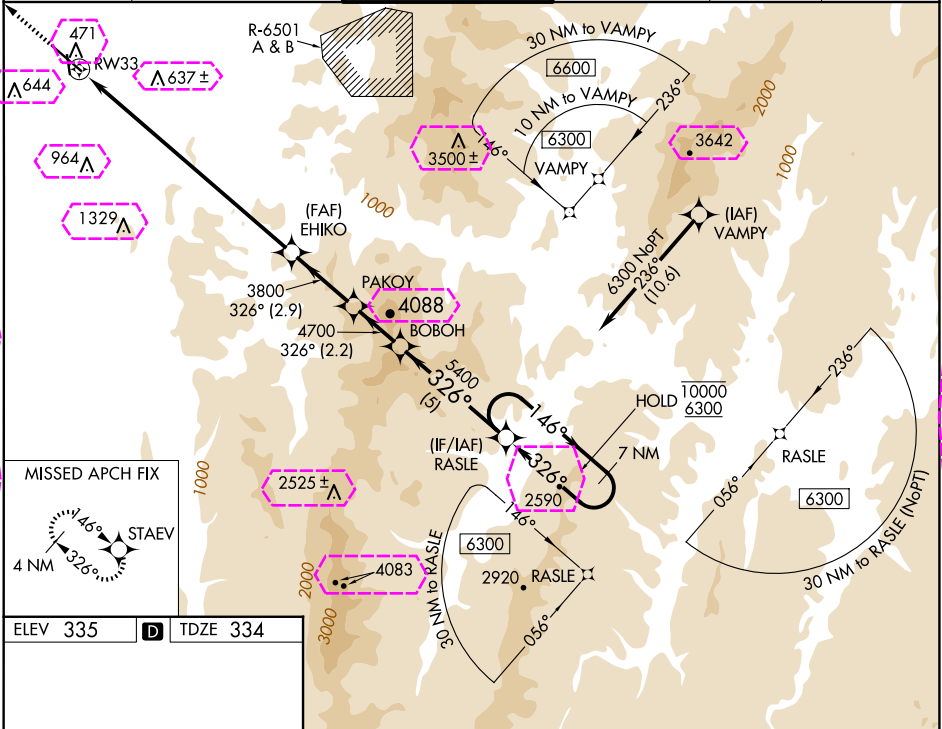 471
RW33
644
637 ±
964
1329
R-6501
A & B
30 NM to VAMPY
6600
10 NM to VAMPY
6300
VAMPY
146°
236°
3500 ±
3642
2000
1000
1000
(IAF)
VAMPY
6300 NoPT
236°
(10.6)
(FAF)
EHIKO
3800
326° (2.9)
PAKOY
4088
4700
326° (2.2)
BOBOH
5400
326°
(5)
(IF/IAF)
RASLE
146°
326°
2590
HOLD
10000
6300
7 NM
236°
RASLE
056°
6300
30 NM to RASLE (NoPT)
1000
2525 ±
4083
2000
3000
30 NM to RASLE
6300
146°
2920
RASLE
056°
MISSED APCH FIX
146°
STAEV
4 NM
326°
ELEV 335
D
TDZE 334